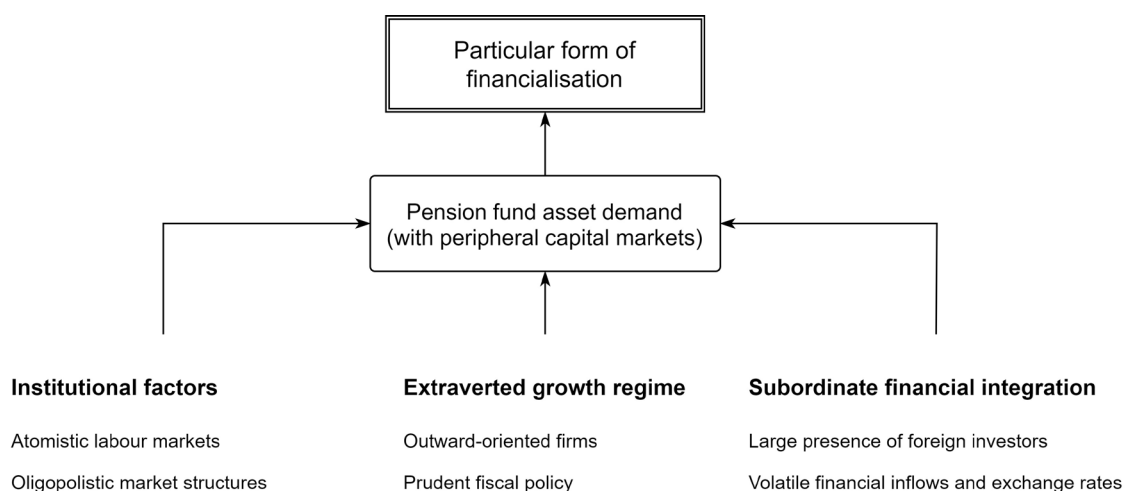 Particular form of
financialisation
Pension fund asset demand
(with peripheral capital markets)
Institutional factors
Atomistic labour markets
Oligopolistic market structures
Extraverted growth regime
Outward-oriented firms
Prudent fiscal policy
Subordinate financial integration
Large presence of foreign investors
Volatile financial inflows and exchange rates